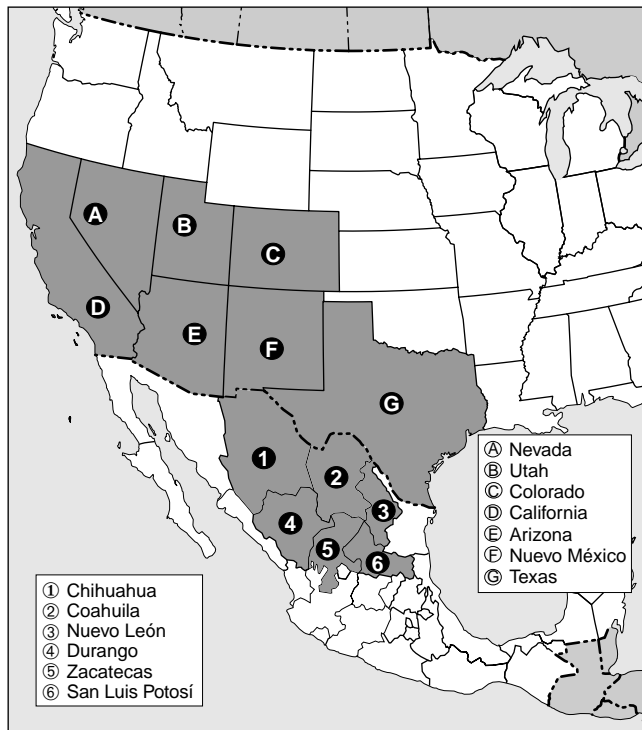 A
B
C
D
E
F
G
1
2
3
4
5
6
Ⓐ Nevada
Ⓑ Utah
Ⓒ Colorado
Ⓓ California
Ⓔ Arizona
Ⓕ Nuevo México
Ⓖ Texas
① Chihuahua
② Coahuila
③ Nuevo León
④ Durango
⑤ Zacatecas
⑥ San Luis Potosí